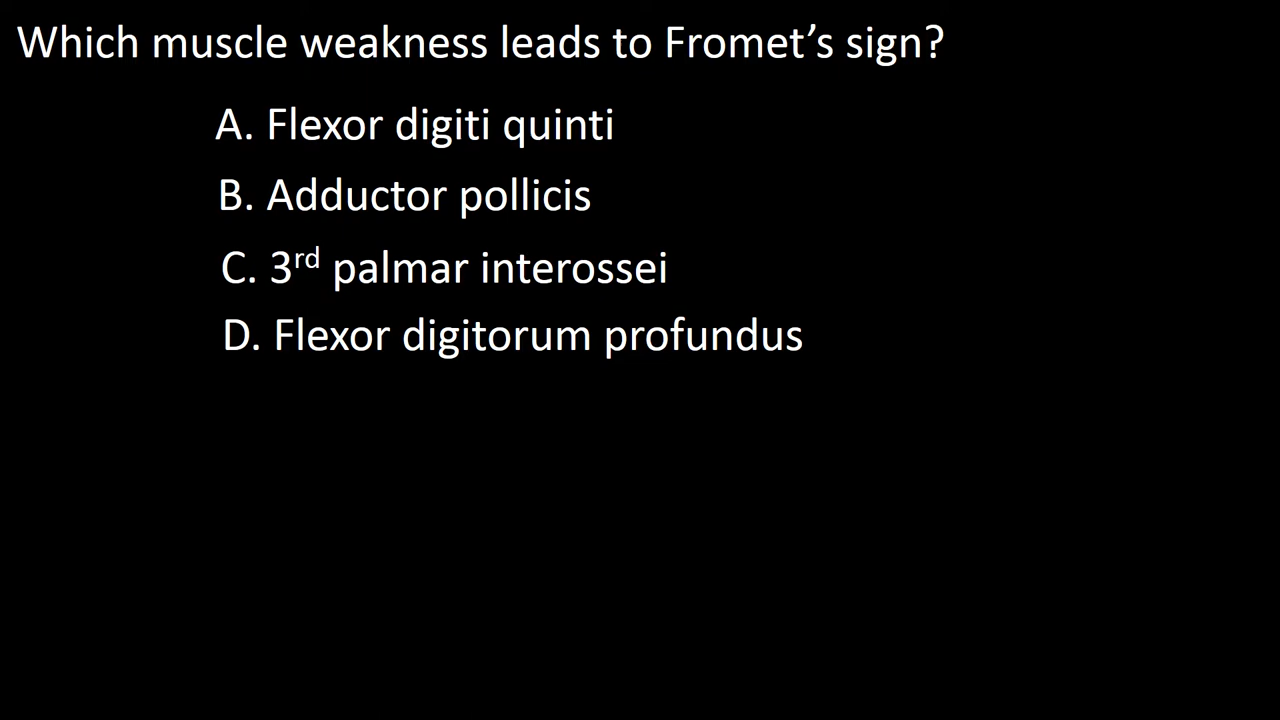 Which muscle weakness leads to Fromet’s sign?
A. Flexor digiti quinti
B. Adductor pollicis
C. 3rd palmar interossei
D. Flexor digitorum profundus